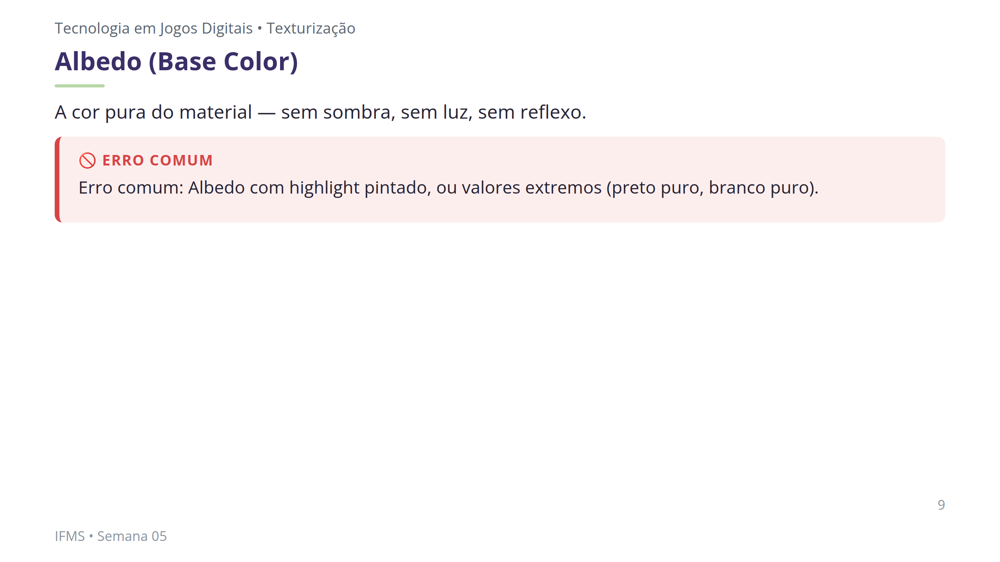 Tecnologia em Jogos Digitais • Texturização
Albedo (Base Color)
A cor pura do material — sem sombra, sem luz, sem reflexo.
🚫 ERRO COMUM
Erro comum: Albedo com highlight pintado, ou valores extremos (preto puro, branco puro).
9
IFMS • Semana 05